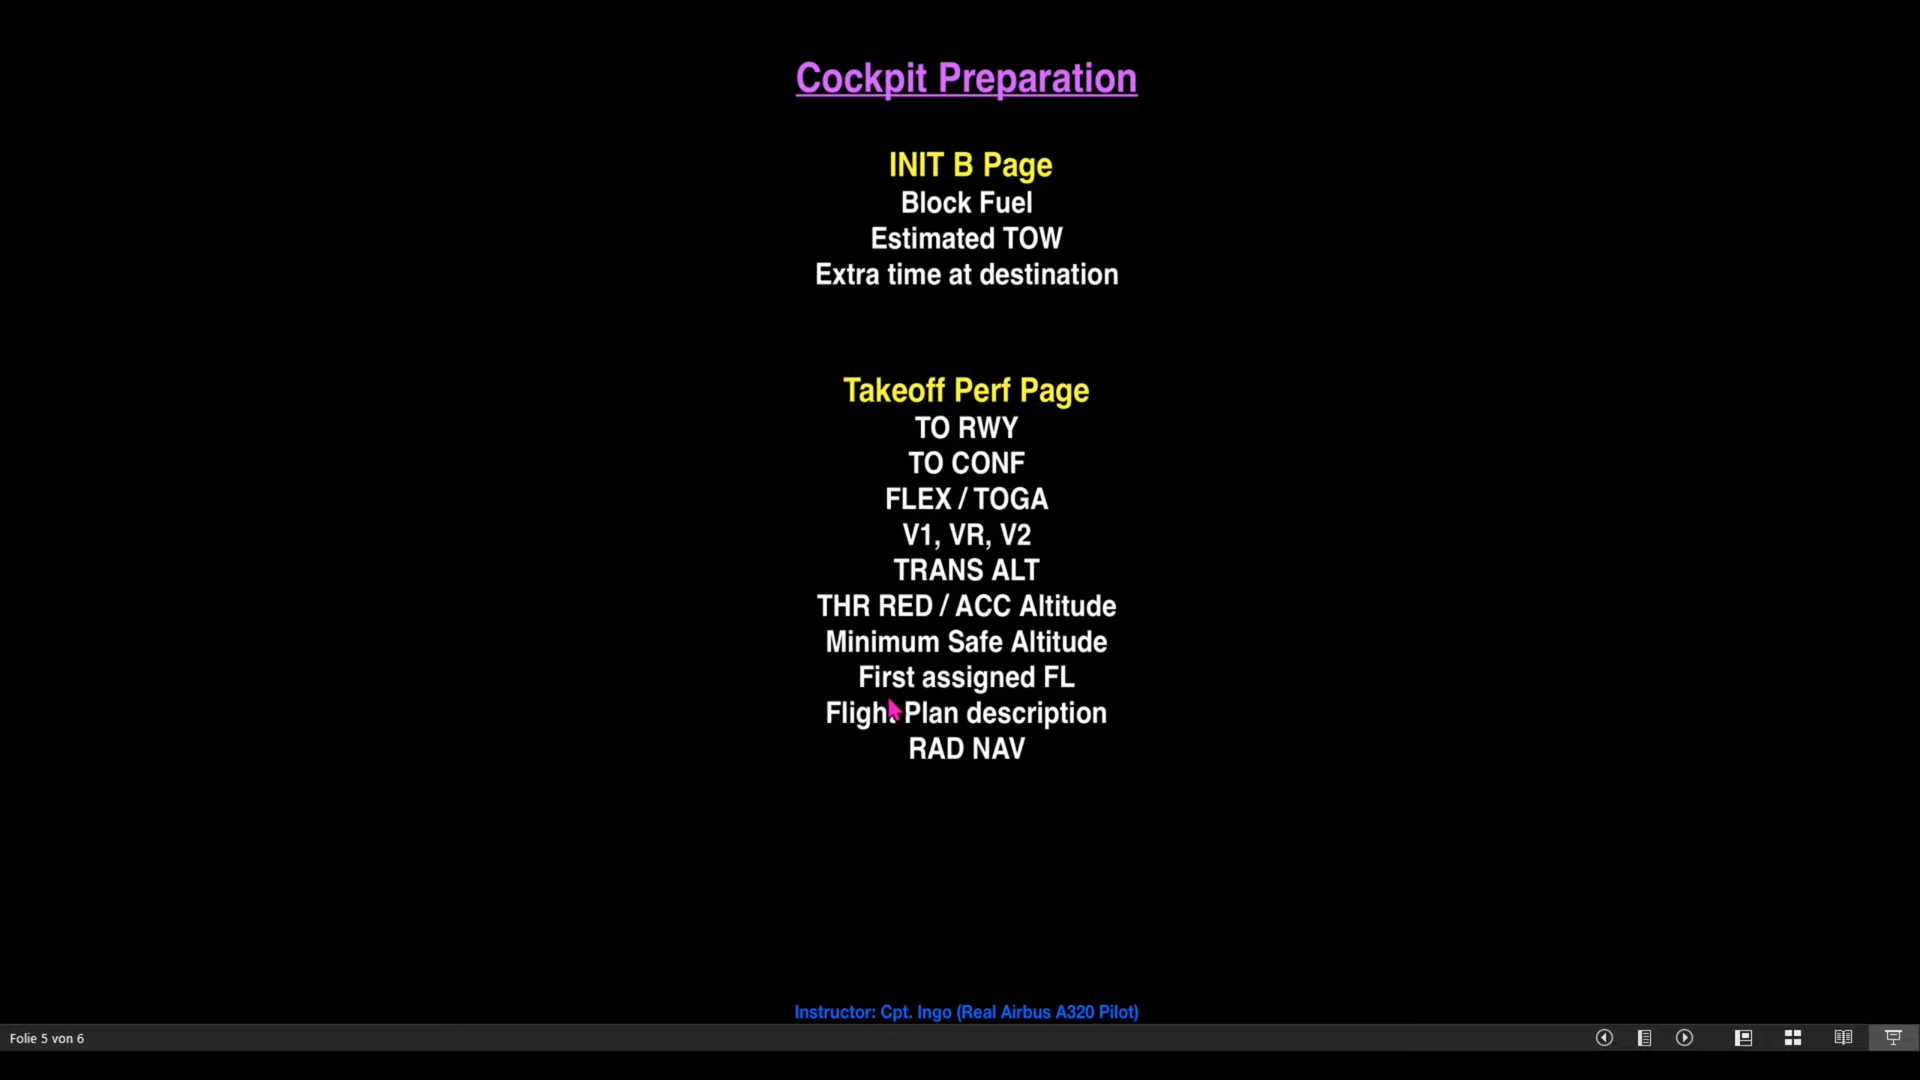 Cockpit Preparation
INIT B Page
Block Fuel
Estimated TOW
Extra time at destination
Takeoff Perf Page
TO RWY
TO CONF
FLEX / TOGA
V1, VR, V2
TRANS ALT
THR RED / ACC Altitude
Minimum Safe Altitude
First assigned FL
Flight Plan description
RAD NAV
Instructor: Cpt. Ingo (Real Airbus A320 Pilot)
Folie 5 von 6